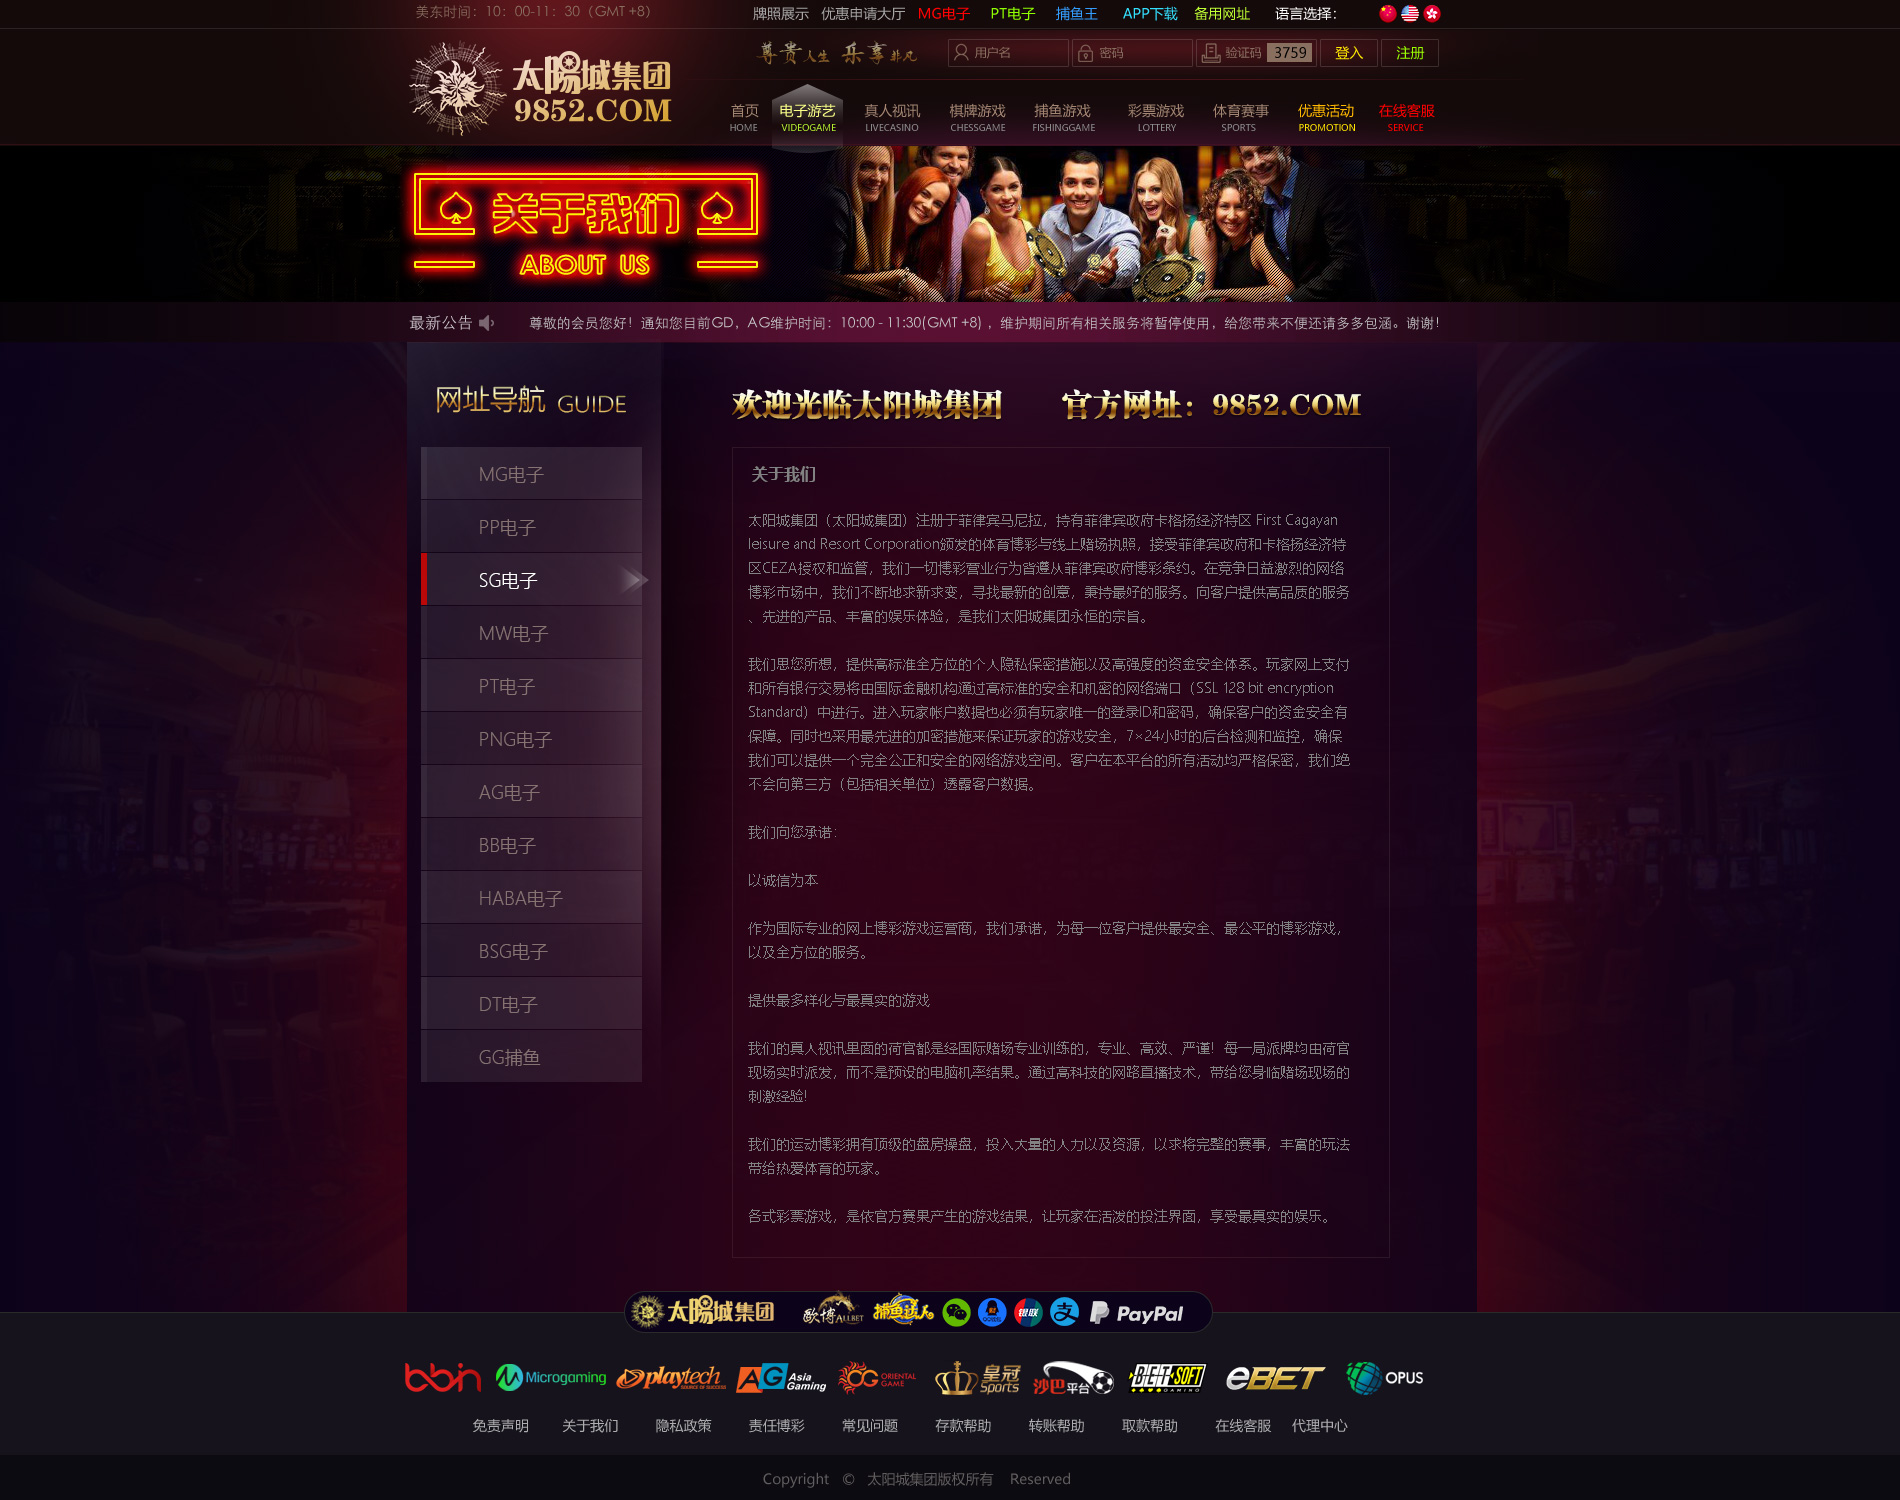 美东时间：10：00-11：30（GMT +8）
牌照展示 优惠申请大厅 MG电子 PT电子 捕鱼王 APP下载 备用网址 语言选择：
太陽城集团
9852.COM
尊贵人生 乐享非凡
用户名 密码 验证码 3759 登入 注册
首页 电子游艺 真人视讯 棋牌游戏 捕鱼游戏 彩票游戏 体育赛事 优惠活动 在线客服
HOME VIDEOGAME LIVECASINO CHESSGAME FISHINGGAME LOTTERY SPORTS PROMOTION SERVICE
关于我们
ABOUT US
最新公告 尊敬的会员您好！通知您目前GD，AG维护时间：10:00 - 11:30(GMT +8) ，维护期间所有相关服务将暂停使用，给您带来不便还请多多包涵。谢谢！
网址导航 GUIDE
MG电子
PP电子
SG电子
MW电子
PT电子
PNG电子
AG电子
BB电子
HABA电子
BSG电子
DT电子
GG捕鱼
欢迎光临太阳城集团 官方网址：9852.COM
关于我们
太阳城集团（太阳城集团）注册于菲律宾马尼拉，持有菲律宾政府卡格扬经济特区 First Cagayan
leisure and Resort Corporation颁发的体育博彩与线上赌场执照，接受菲律宾政府和卡格扬经济特
区CEZA授权和监管，我们一切博彩营业行为皆遵从菲律宾政府博彩条约。在竞争日益激烈的网络
博彩市场中，我们不断地求新求变，寻找最新的创意，秉持最好的服务。向客户提供高品质的服务
、先进的产品、丰富的娱乐体验，是我们太阳城集团永恒的宗旨。
我们思您所想，提供高标准全方位的个人隐私保密措施以及高强度的资金安全体系。玩家网上支付
和所有银行交易将由国际金融机构通过高标准的安全和机密的网络端口（SSL 128 bit encryption
Standard）中进行。进入玩家帐户数据也必须有玩家唯一的登录ID和密码，确保客户的资金安全有
保障。同时也采用最先进的加密措施来保证玩家的游戏安全，7×24小时的后台检测和监控，确保
我们可以提供一个完全公正和安全的网络游戏空间。客户在本平台的所有活动均严格保密，我们绝
不会向第三方（包括相关单位）透露客户数据。
我们向您承诺：
以诚信为本
作为国际专业的网上博彩游戏运营商，我们承诺，为每一位客户提供最安全、最公平的博彩游戏，
以及全方位的服务。
提供最多样化与最真实的游戏
我们的真人视讯里面的荷官都是经国际赌场专业训练的，专业、高效、严谨！每一局派牌均由荷官
现场实时派发，而不是预设的电脑机率结果。通过高科技的网路直播技术，带给您身临赌场现场的
刺激经验!
我们的运动博彩拥有顶级的盘房操盘，投入大量的人力以及资源，以求将完整的赛事，丰富的玩法
带给热爱体育的玩家。
各式彩票游戏，是依官方赛果产生的游戏结果，让玩家在活泼的投注界面，享受最真实的娱乐。
太陽城集团 歐博 ALLBET 捕鱼达人 银联 支 PayPal
bbin Microgaming playtech SOURCE OF SUCCESS AG Asia Gaming OG ORIENTAL GAME 皇冠 Sports 沙巴平台 BETSOFT GAMING eBET OPUS
免责声明 关于我们 隐私政策 责任博彩 常见问题 存款帮助 转账帮助 取款帮助 在线客服 代理中心
Copyright © 太阳城集团版权所有 Reserved